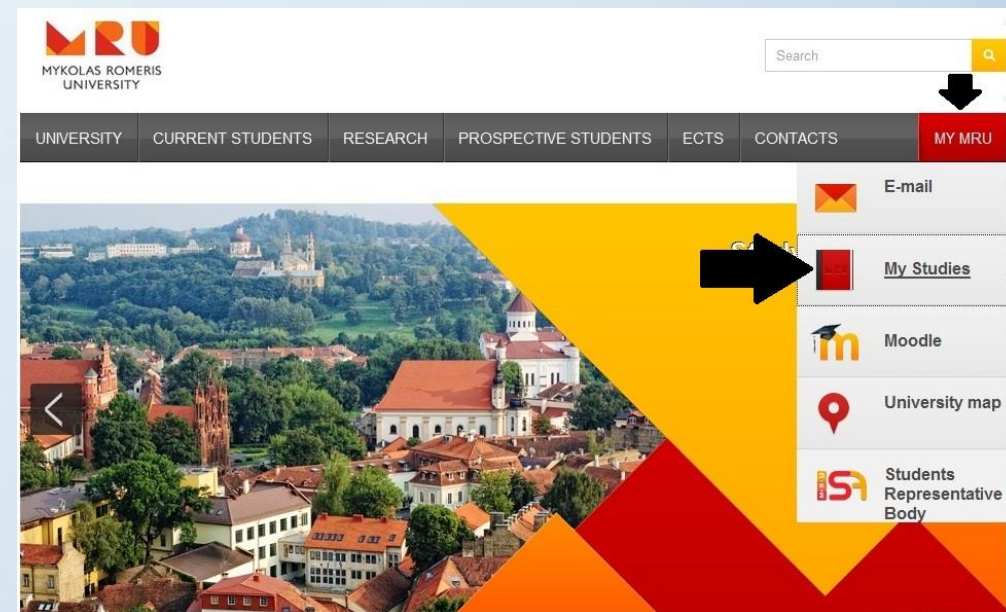 MRU
MYKOLAS ROMERIS
UNIVERSITY
Search
UNIVERSITY CURRENT STUDENTS RESEARCH PROSPECTIVE STUDENTS ECTS CONTACTS MY MRU
E-mail
My Studies
Moodle
University map
Students
Representative
Body